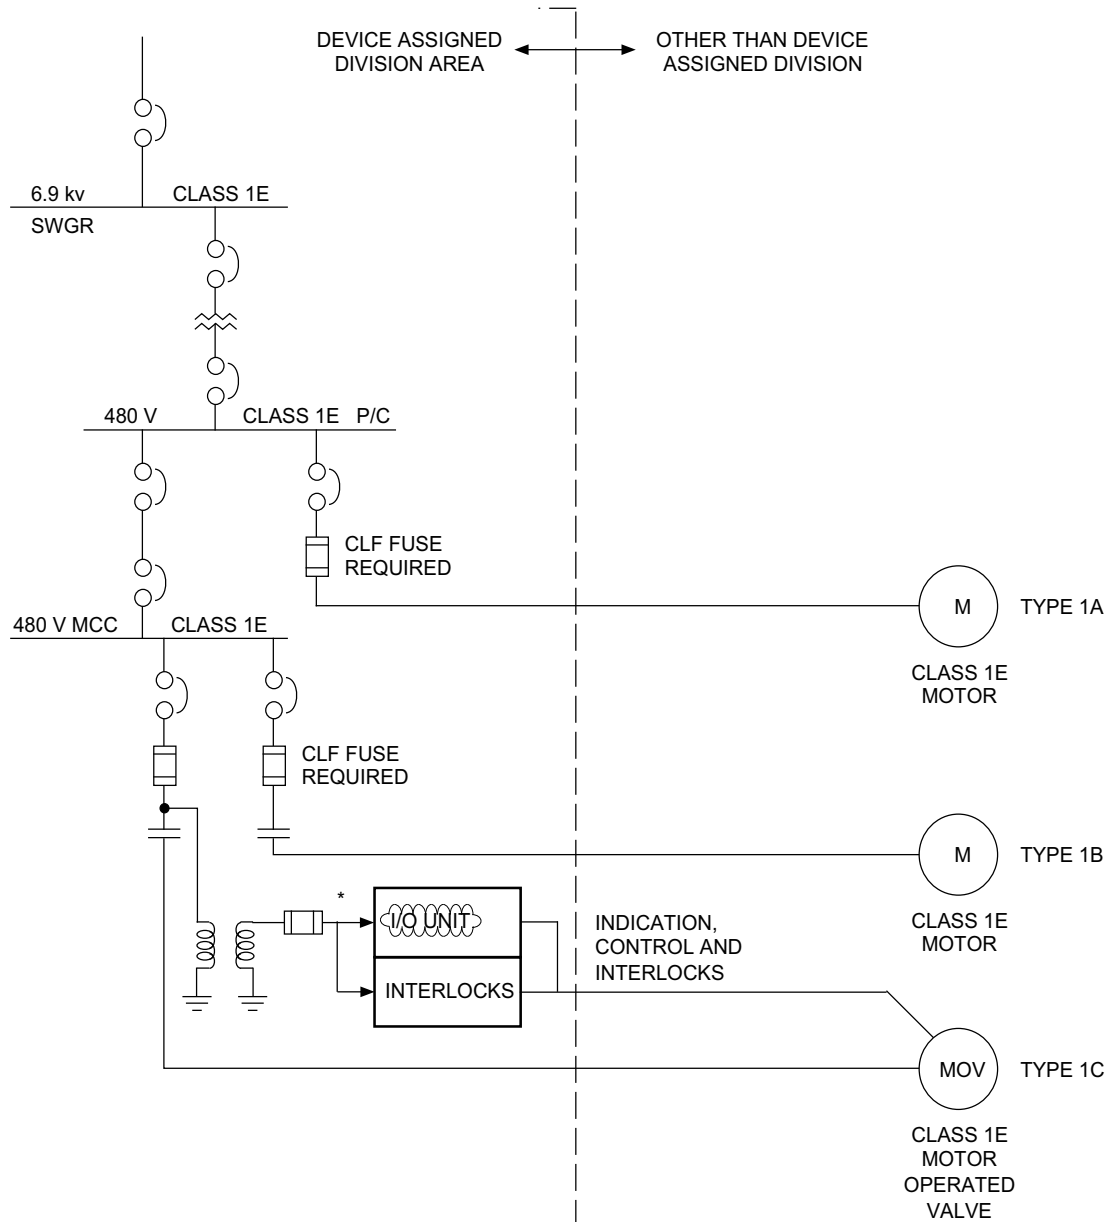 DEVICE ASSIGNED
DIVISION AREA
OTHER THAN DEVICE
ASSIGNED DIVISION
6.9 kv CLASS 1E
SWGR
480 V CLASS 1E P/C
CLF FUSE
REQUIRED
480 V MCC CLASS 1E
M TYPE 1A
CLASS 1E
MOTOR
CLF FUSE
REQUIRED
M TYPE 1B
CLASS 1E
MOTOR
*
I/O UNIT
INTERLOCKS
INDICATION,
CONTROL AND
INTERLOCKS
MOV TYPE 1C
CLASS 1E
MOTOR
OPERATED
VALVE